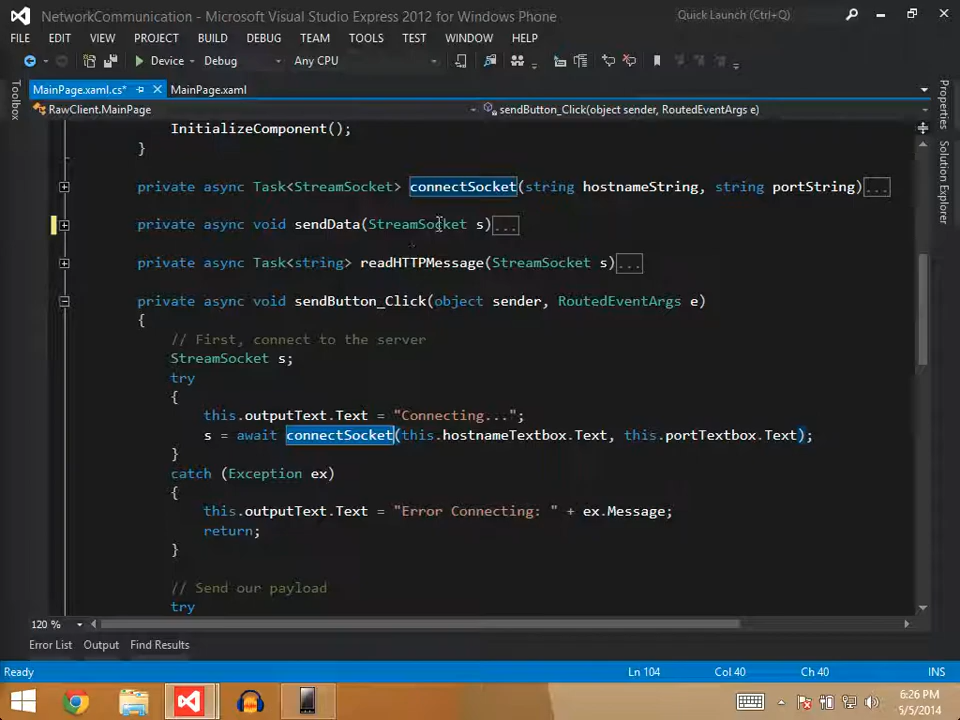 NetworkCommunication - Microsoft Visual Studio Express 2012 for Windows Phone
Quick Launch (Ctrl+Q)
FILE EDIT VIEW PROJECT BUILD DEBUG TEAM TOOLS TEST WINDOW HELP
Device Debug Any CPU
MainPage.xaml.cs* MainPage.xaml
RawClient.MainPage sendButton_Click(object sender, RoutedEventArgs e)
Toolbox
Properties
Solution Explorer
InitializeComponent();
}
private async Task<StreamSocket> connectSocket(string hostnameString, string portString)...
private async void sendData(StreamSocket s)...
private async Task<string> readHTTPMessage(StreamSocket s)...
private async void sendButton_Click(object sender, RoutedEventArgs e)
{
// First, connect to the server
StreamSocket s;
try
{
this.outputText.Text = "Connecting...";
s = await connectSocket(this.hostnameTextbox.Text, this.portTextbox.Text);
}
catch (Exception ex)
{
this.outputText.Text = "Error Connecting: " + ex.Message;
return;
}
// Send our payload
try
120 %
Error List Output Find Results
Ready Ln 104 Col 40 Ch 40 INS
6:26 PM
5/5/2014